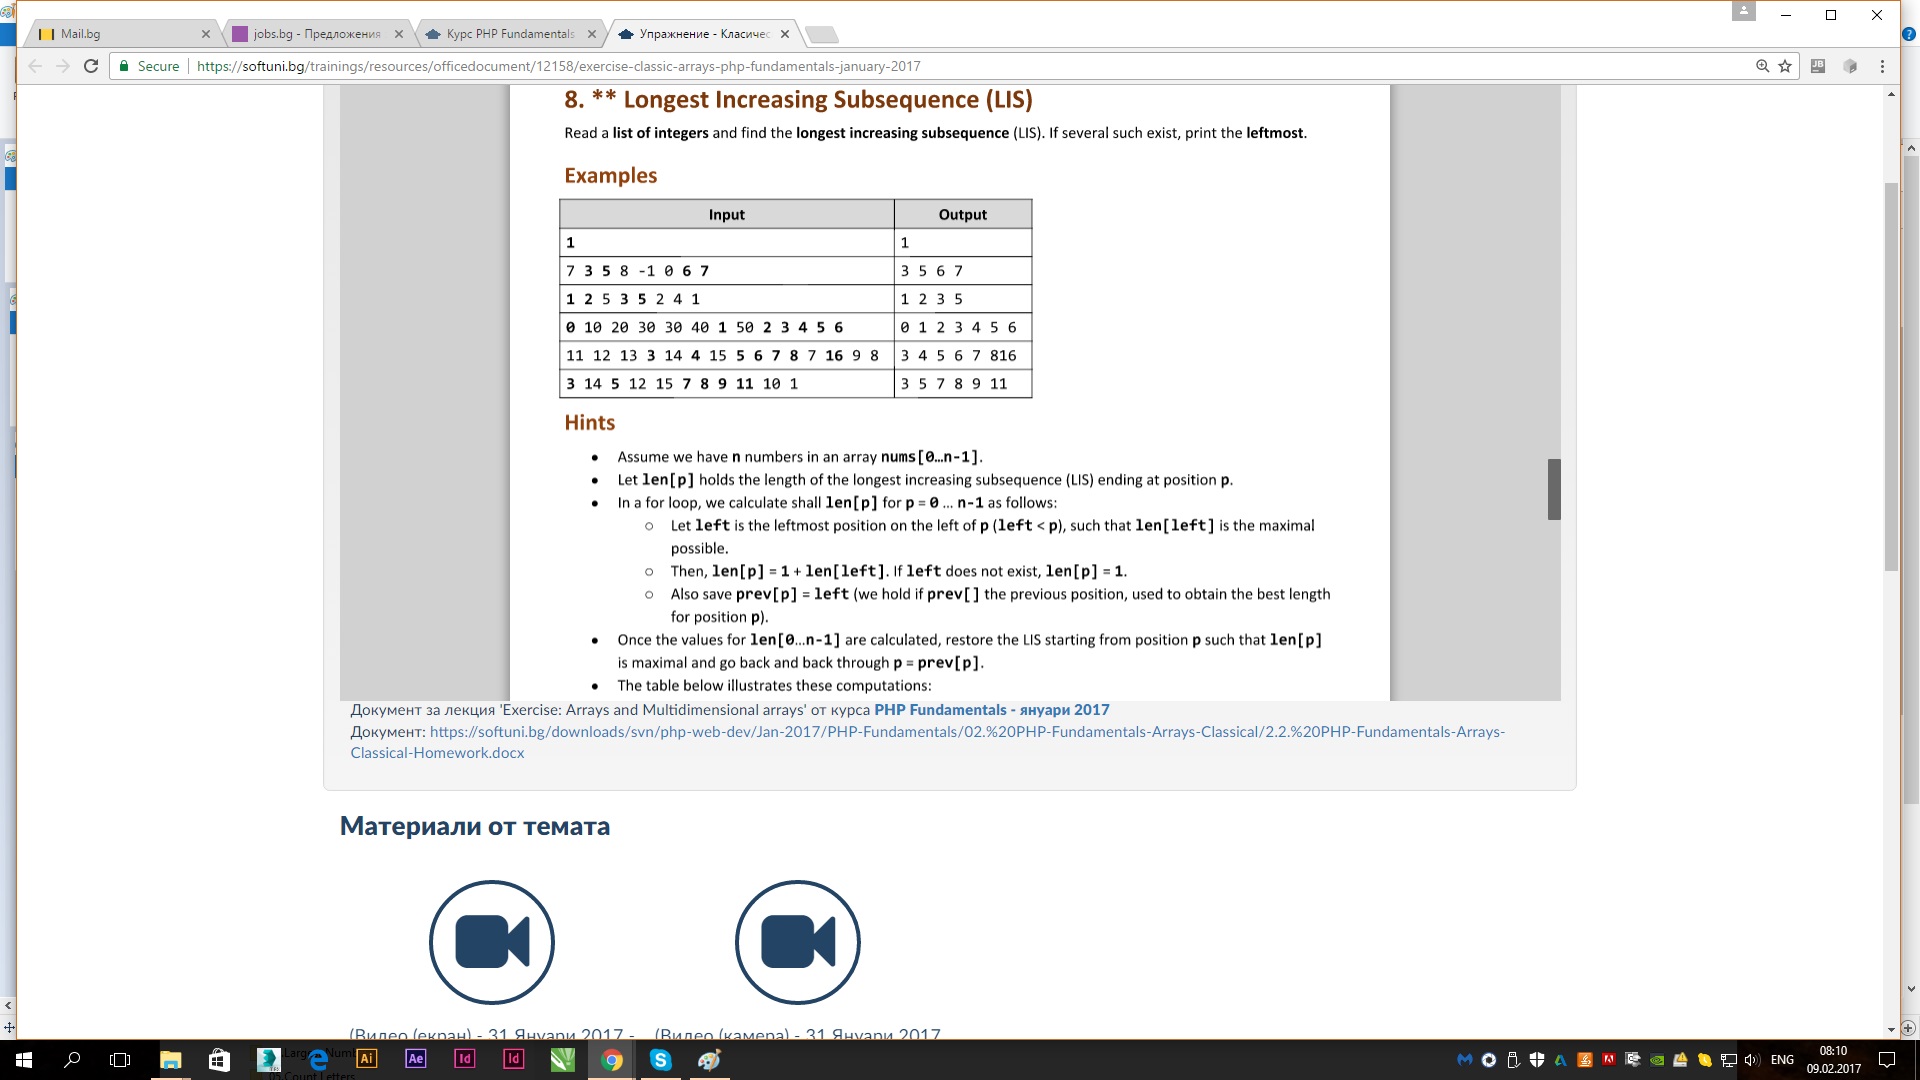 Mail.bg
jobs.bg - Предложения
Курс PHP Fundamentals
Упражнение - Класичес
Secure
https://softuni.bg/trainings/resources/officedocument/12158/exercise-classic-arrays-php-fundamentals-january-2017
8. ** Longest Increasing Subsequence (LIS)
Read a list of integers and find the longest increasing subsequence (LIS). If several such exist, print the leftmost.
Examples
Input Output
1 1
7 3 5 8 -1 0 6 7 3 5 6 7
1 2 5 3 5 2 4 1 1 2 3 5
0 10 20 30 30 40 1 50 2 3 4 5 6 0 1 2 3 4 5 6
11 12 13 3 14 4 15 5 6 7 8 7 16 9 8 3 4 5 6 7 816
3 14 5 12 15 7 8 9 11 10 1 3 5 7 8 9 11
Hints
• Assume we have n numbers in an array nums[0…n-1].
• Let len[p] holds the length of the longest increasing subsequence (LIS) ending at position p.
• In a for loop, we calculate shall len[p] for p = 0 … n-1 as follows:
o Let left is the leftmost position on the left of p (left < p), such that len[left] is the maximal
possible.
o Then, len[p] = 1 + len[left]. If left does not exist, len[p] = 1.
o Also save prev[p] = left (we hold if prev[] the previous position, used to obtain the best length
for position p).
• Once the values for len[0…n-1] are calculated, restore the LIS starting from position p such that len[p]
is maximal and go back and back through p = prev[p].
• The table below illustrates these computations:
Документ за лекция 'Exercise: Arrays and Multidimensional arrays' от курса PHP Fundamentals - януари 2017
Документ: https://softuni.bg/downloads/svn/php-web-dev/Jan-2017/PHP-Fundamentals/02.%20PHP-Fundamentals-Arrays-Classical/2.2.%20PHP-Fundamentals-Arrays-
Classical-Homework.docx
Материали от темата
(Видео (екран) - 31 Януари 2017 -
(Видео (камера) - 31 Януари 2017
Ai
Ae
Id
Id
ENG
08:10
09.02.2017